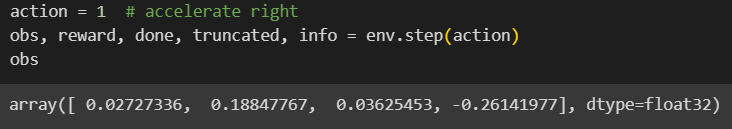 action = 1  # accelerate right
obs, reward, done, truncated, info = env.step(action)
obs
array([ 0.02727336,  0.18847767,  0.03625453, -0.26141977], dtype=float32)